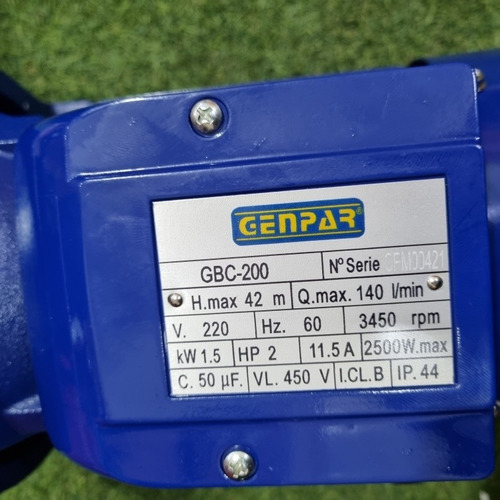 GENPAR®
GBC-200 Nº Serie CFM00421
H.max 42 m Q.max. 140 l/min
V. 220 Hz. 60 3450 rpm
kW 1.5 HP 2 11.5 A 2500W.max
C. 50 µF. VL. 450 V I.CL.B IP. 44